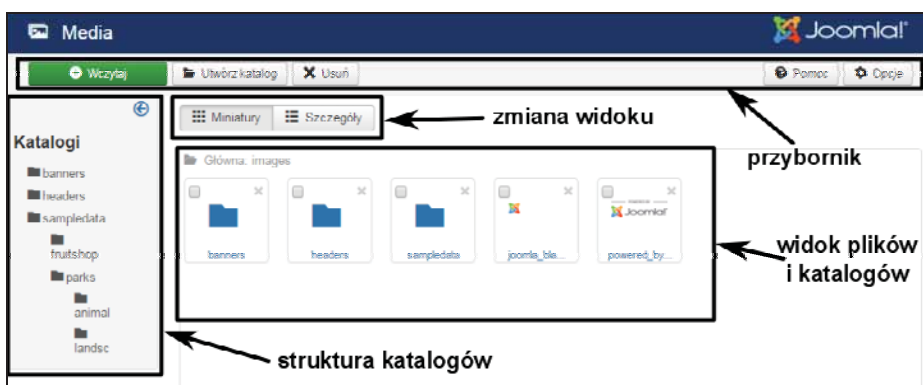 Media
Joomla!
Wczytaj
Utwórz katalog
Usuń
Pomoc
Opcje
Miniatury
Szczegóły
zmiana widoku
przybornik
Katalogi
banners
headers
sampledata
fruitshop
parks
animal
landsc
Główna: images
banners
headers
sampledata
joomla_bla...
Joomla!
powered_by...
widok plików
i katalogów
struktura katalogów